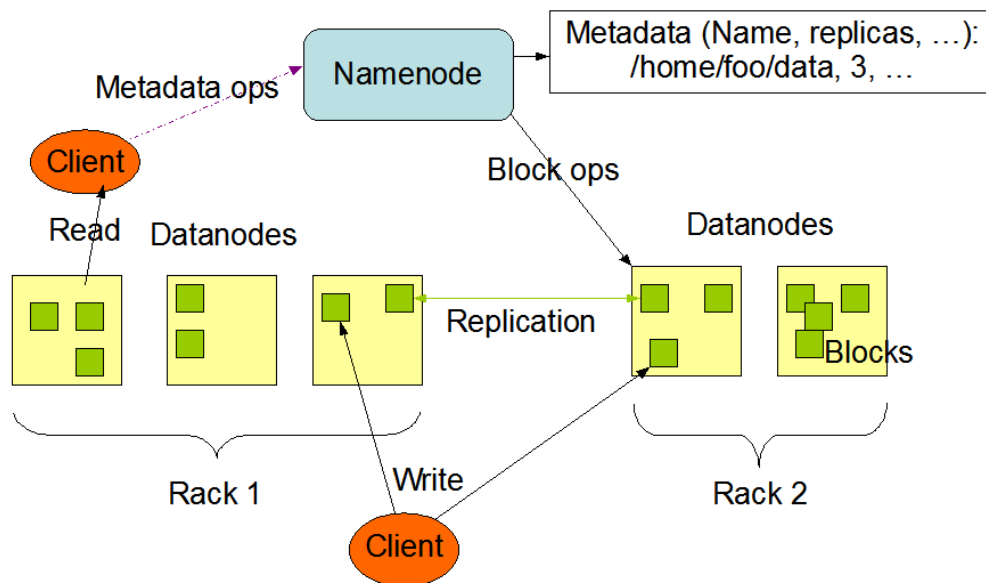 Metadata (Name, replicas, …):
/home/foo/data, 3, …
Namenode
Metadata ops
Client
Block ops
Read
Datanodes
Datanodes
Replication
Blocks
Rack 1
Write
Rack 2
Client